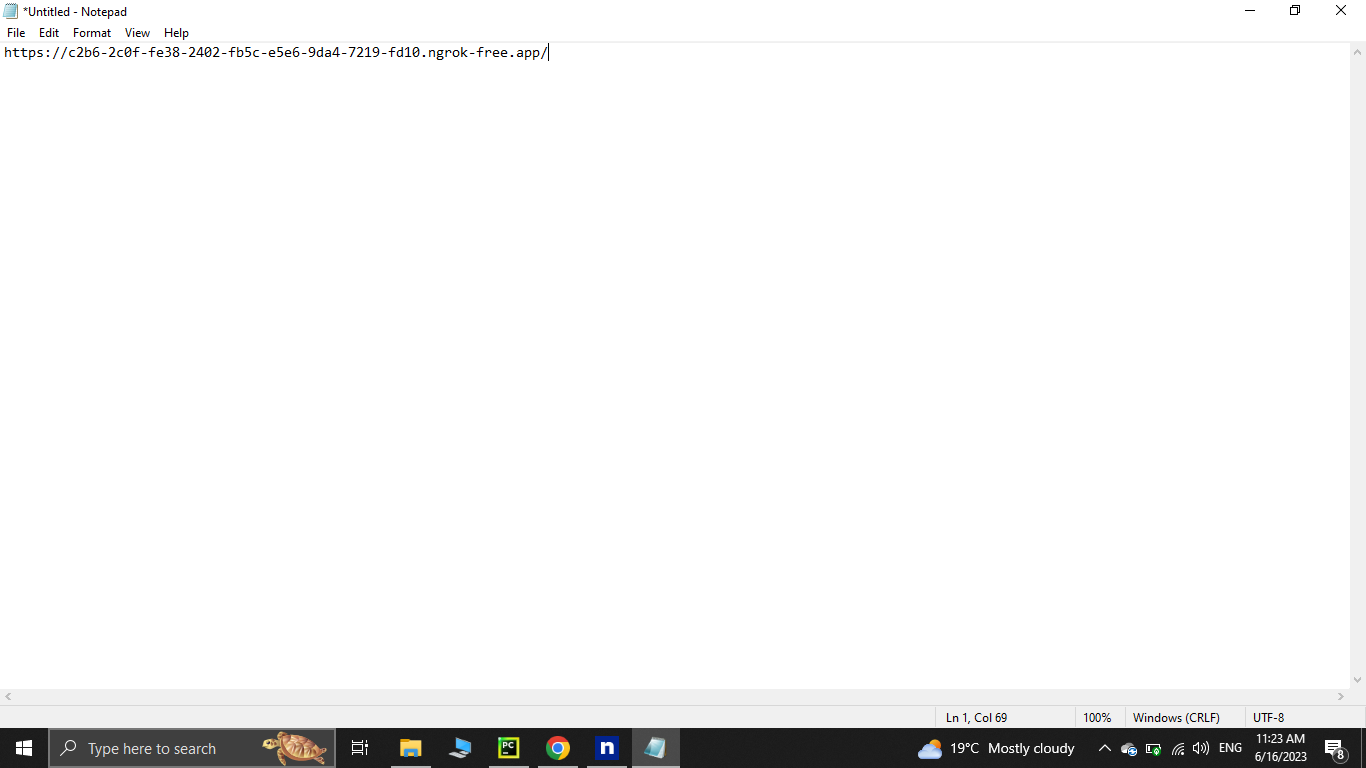 *Untitled - Notepad
File Edit Format View Help
https://c2b6-2c0f-fe38-2402-fb5c-e5e6-9da4-7219-fd10.ngrok-free.app/
Ln 1, Col 69 100% Windows (CRLF) UTF-8
Type here to search
PC
n
19°C Mostly cloudy
ENG
11:23 AM
6/16/2023
8